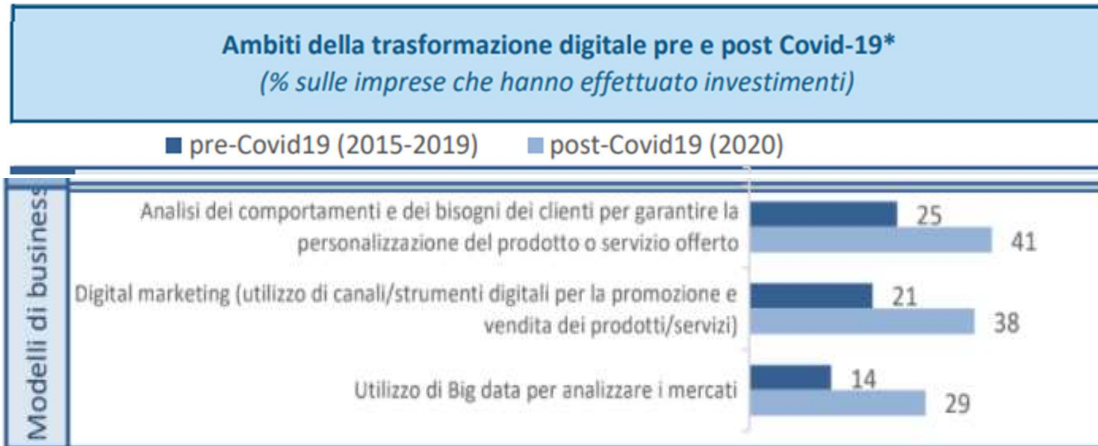 Ambiti della trasformazione digitale pre e post Covid-19*
(% sulle imprese che hanno effettuato investimenti)
pre-Covid19 (2015-2019) post-Covid19 (2020)
Modelli di business
Analisi dei comportamenti e dei bisogni dei clienti per garantire la
personalizzazione del prodotto o servizio offerto
25
41
Digital marketing (utilizzo di canali/strumenti digitali per la promozione e
vendita dei prodotti/servizi)
21
38
Utilizzo di Big data per analizzare i mercati
14
29